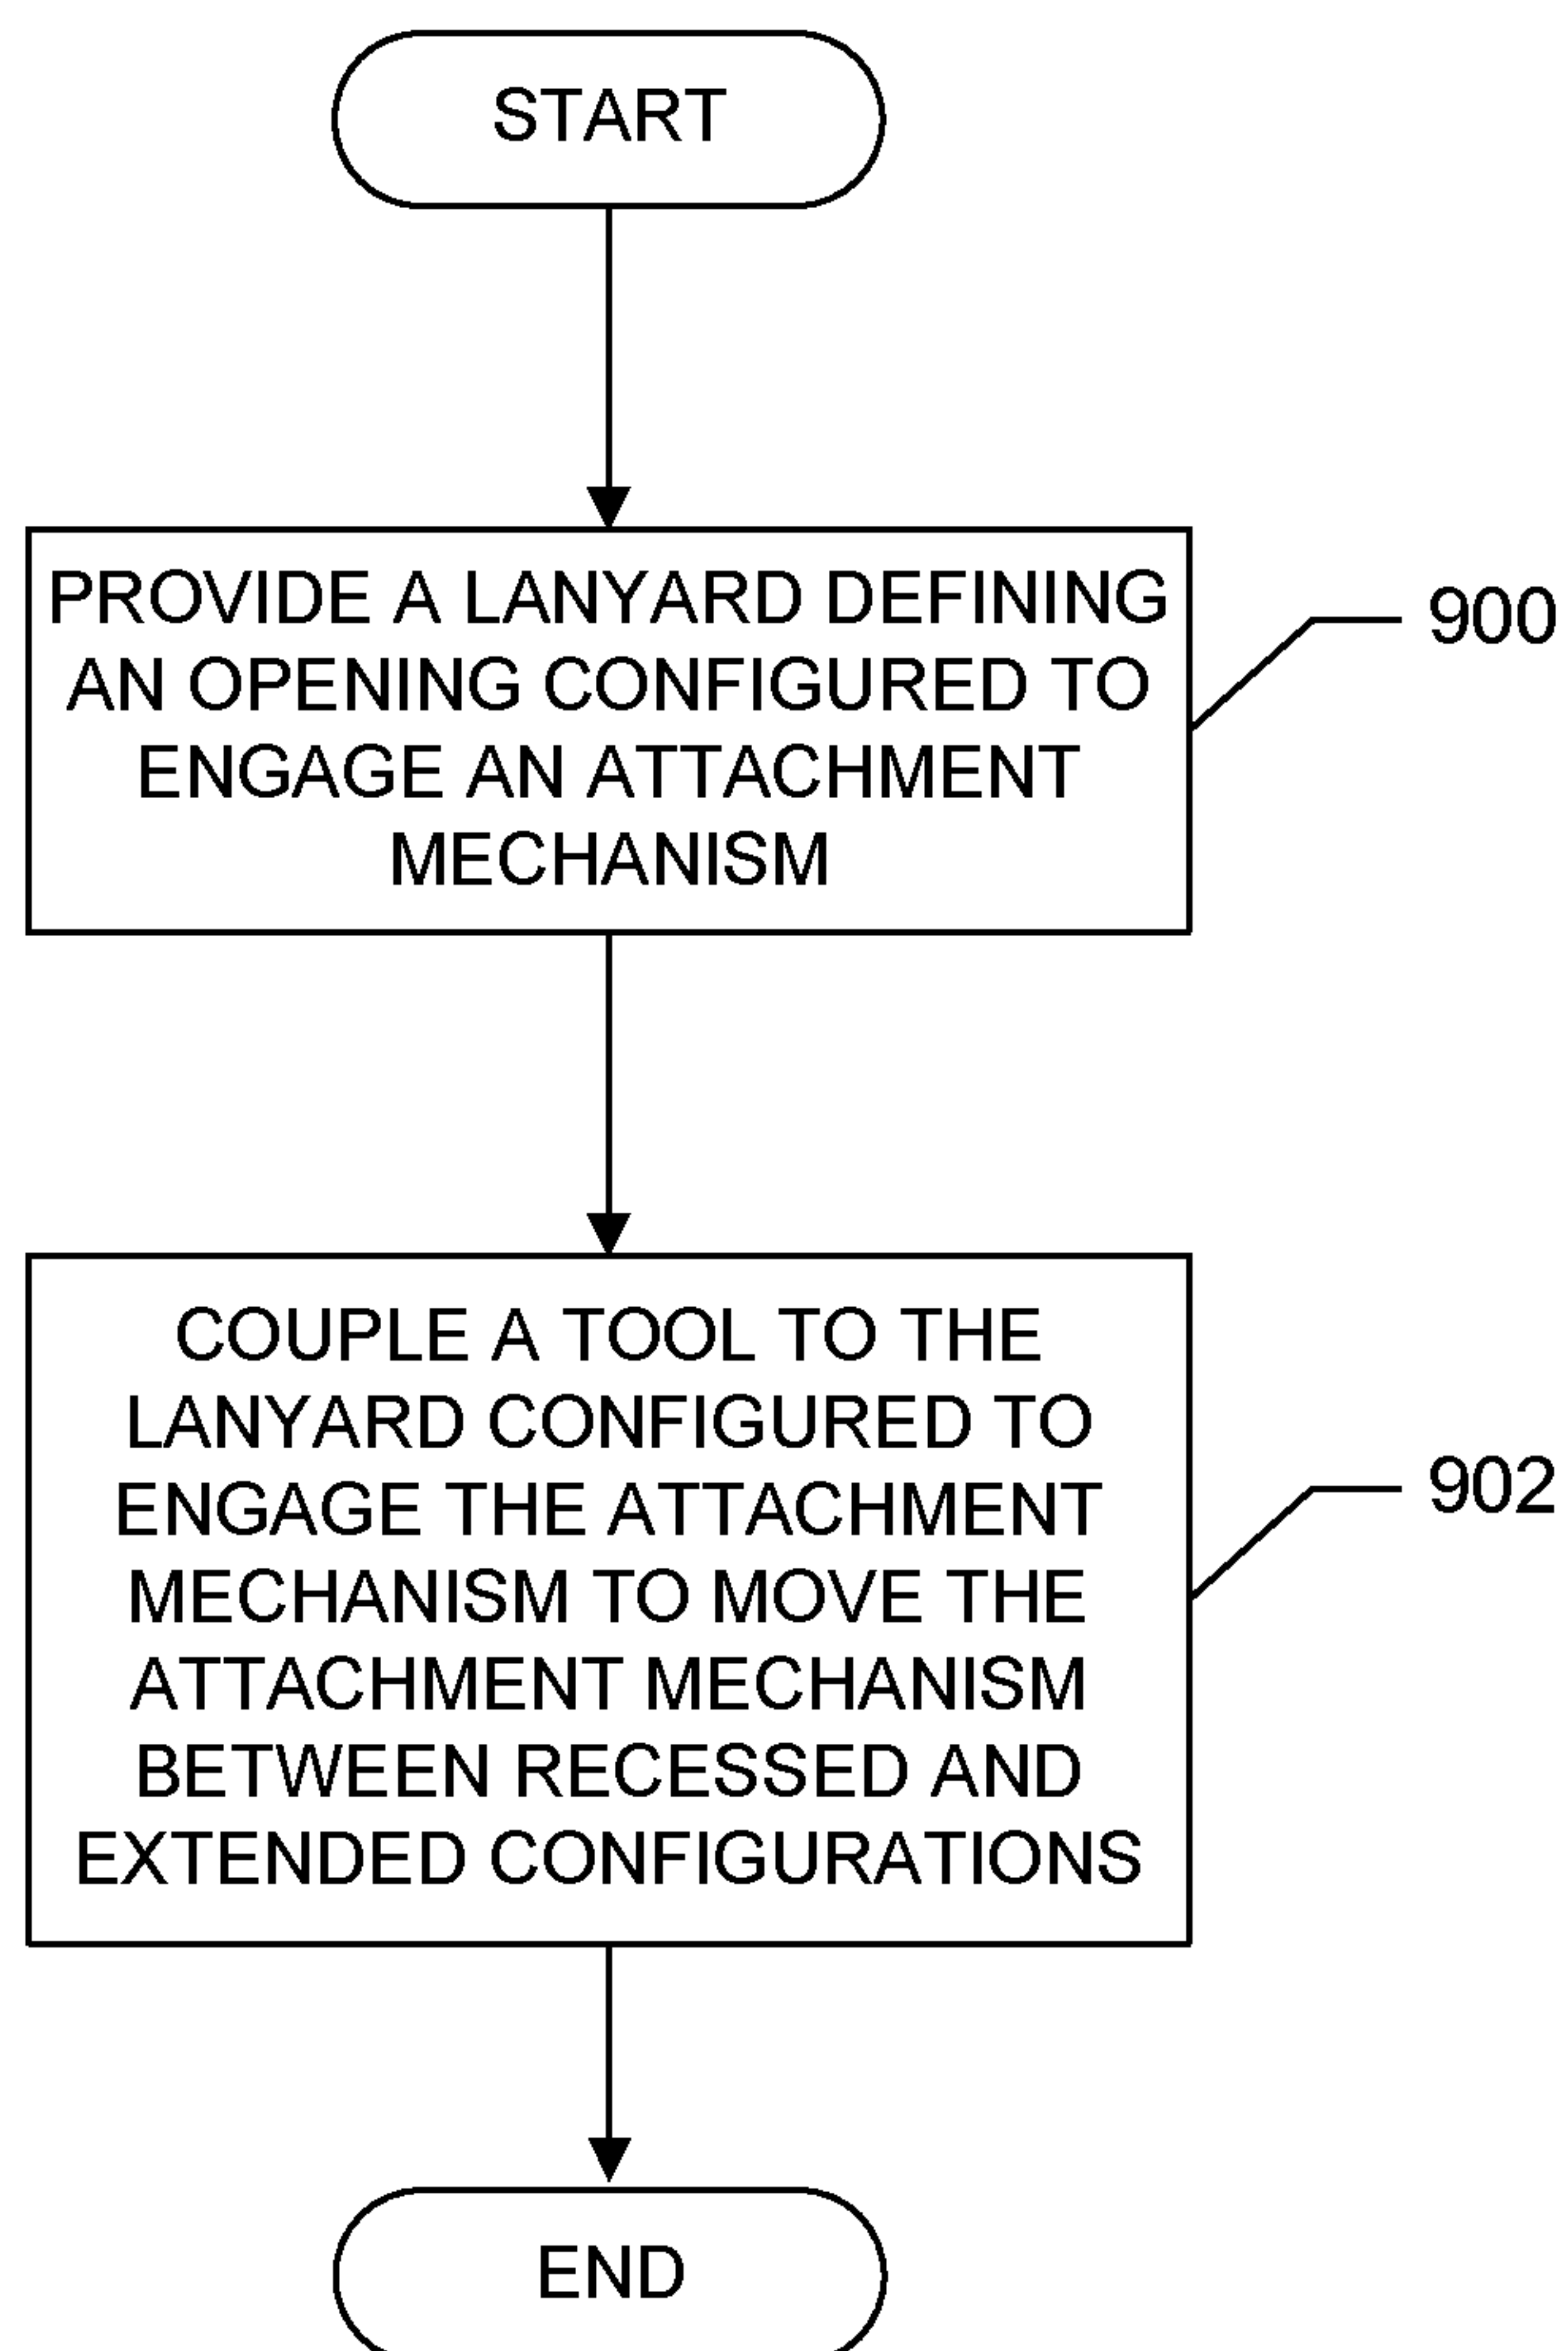 START
PROVIDE A LANYARD DEFINING
AN OPENING CONFIGURED TO
ENGAGE AN ATTACHMENT
MECHANISM
900
COUPLE A TOOL TO THE
LANYARD CONFIGURED TO
ENGAGE THE ATTACHMENT
MECHANISM TO MOVE THE
ATTACHMENT MECHANISM
BETWEEN RECESSED AND
EXTENDED CONFIGURATIONS
902
END